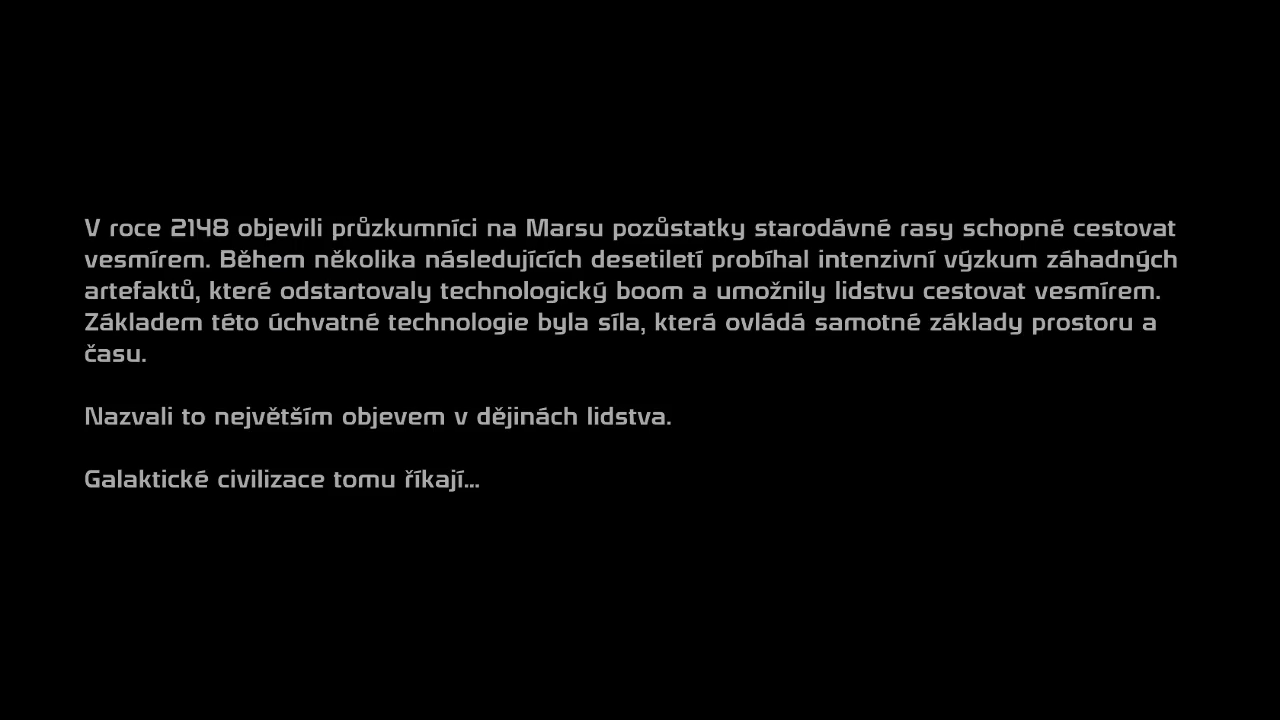 V roce 2148 objevili průzkumníci na Marsu pozůstatky starodávné rasy schopné cestovat
vesmírem. Během několika následujících desetiletí probíhal intenzivní výzkum záhadných
artefaktů, které odstartovaly technologický boom a umožnily lidstvu cestovat vesmírem.
Základem této úchvatné technologie byla síla, která ovládá samotné základy prostoru a
času.
Nazvali to největším objevem v dějinách lidstva.
Galaktické civilizace tomu říkají...